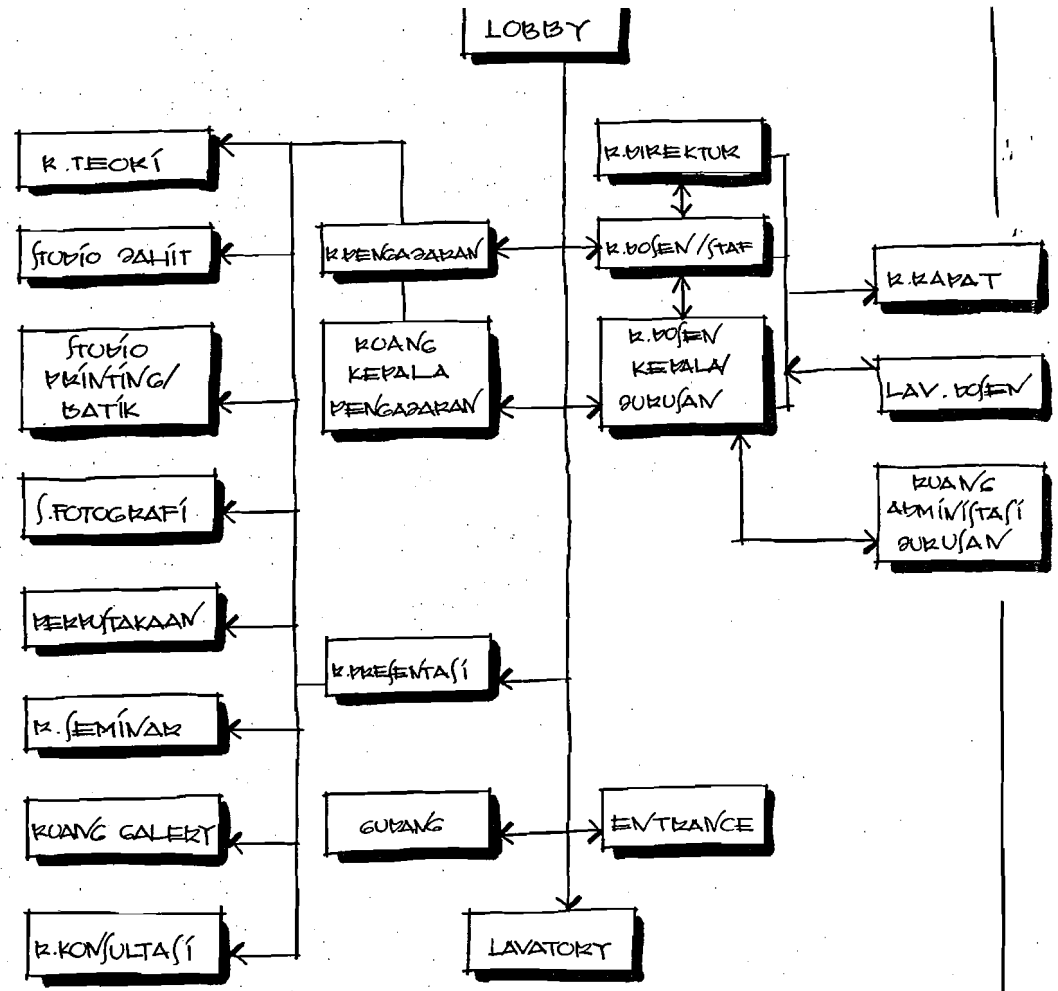 LOBBY
R.TEORI
STUDIO JAHIT
STUDIO
PRINTING/
BATIK
S.FOTOGRAFI
PERPUSTAKAAN
R.SEMINAR
RUANG GALERY
R.KONSULTASI
R.PENGAJARAN
RUANG
KEPALA
PENGAJARAN
R.PRESENTASI
GUDANG
R.DIREKTUR
R.DOSEN/STAF
R.DOSEN
KEPALA/
JURUSAN
ENTRANCE
LAVATORY
R.RAPAT
LAV. DOSEN
RUANG
ADMINISTASI
JURUSAN